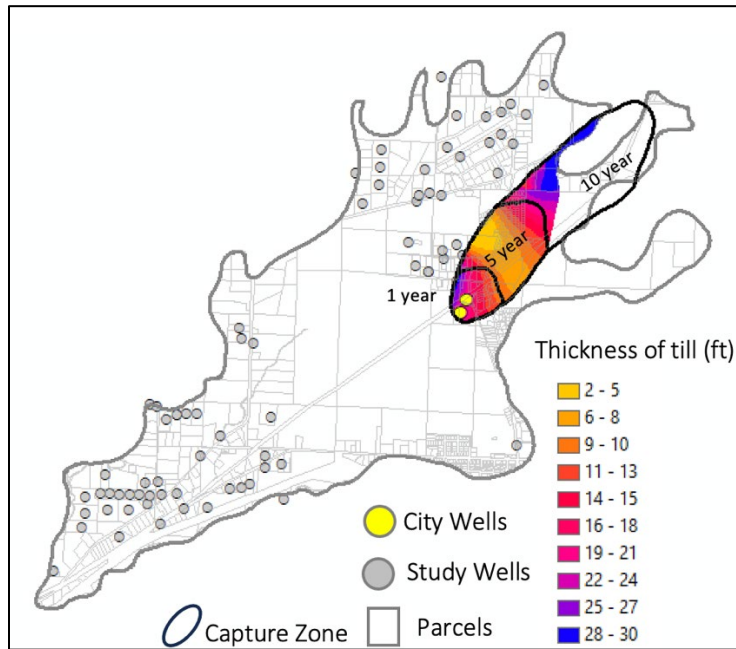 10 year
5 year
1 year
Thickness of till (ft)
2 - 5
6 - 8
9 - 10
11 - 13
14 - 15
16 - 18
19 - 21
22 - 24
25 - 27
28 - 30
City Wells
Study Wells
Capture Zone
Parcels